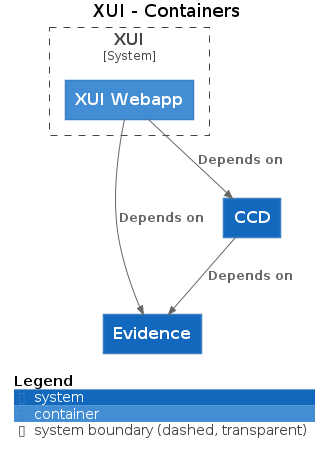 XUI - Containers
XUI
[System]
XUI Webapp
Depends on
CCD
Depends on
Depends on
Evidence
Legend
system
container
system boundary (dashed, transparent)